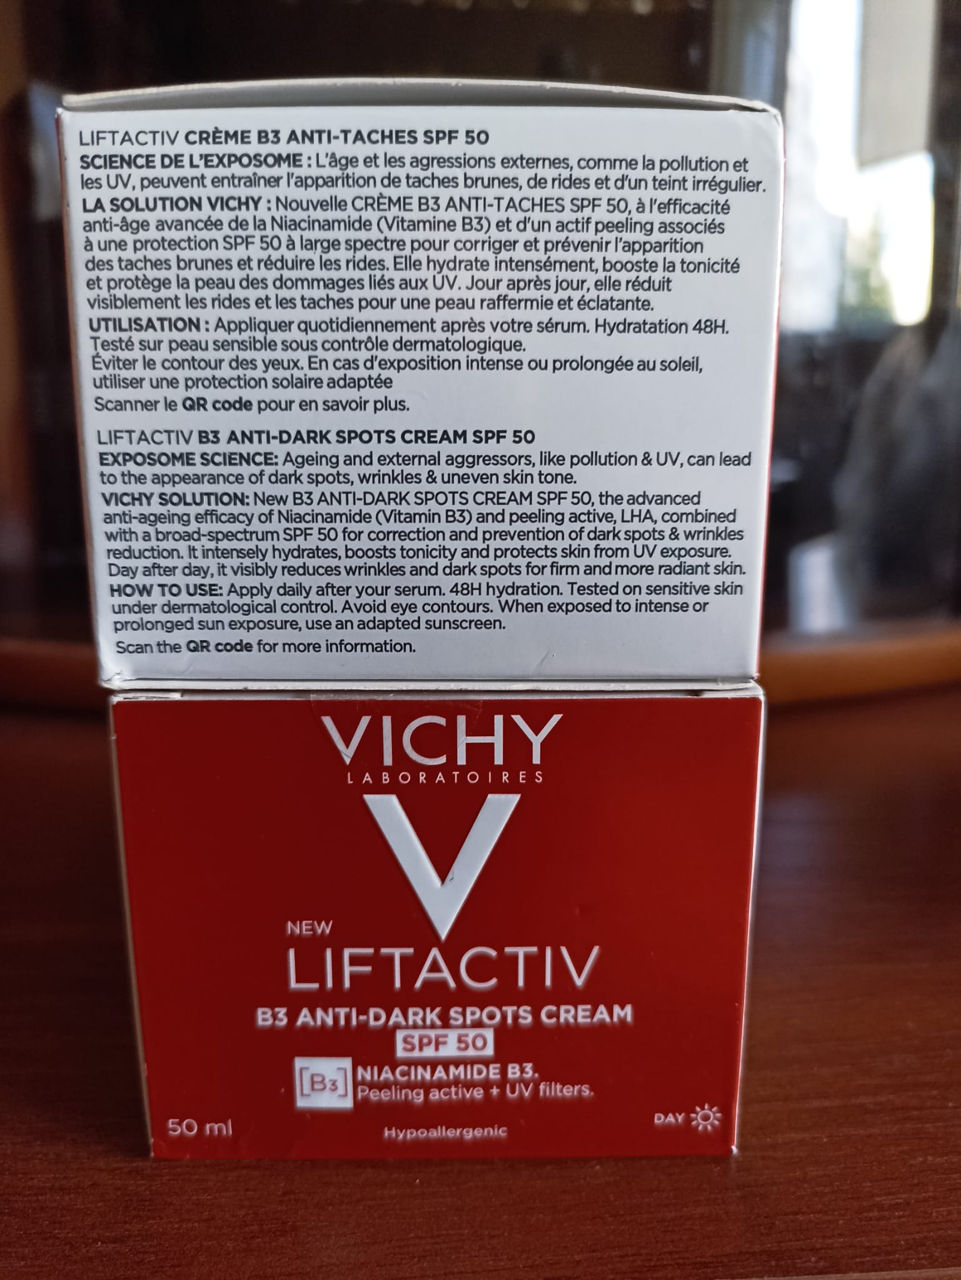 LIFTACTIV CRÈME B3 ANTI-TACHES SPF 50
SCIENCE DE L'EXPOSOME : L'âge et les agressions externes, comme la pollution et
les UV, peuvent entraîner l'apparition de taches brunes, de rides et d'un teint irrégulier.
LA SOLUTION VICHY : Nouvelle CRÈME B3 ANTI-TACHES SPF 50, à l'efficacité
anti-âge avancée de la Niacinamide (Vitamine B3) et d'un actif peeling associés
à une protection SPF 50 à large spectre pour corriger et prévenir l'apparition
des taches brunes et réduire les rides. Elle hydrate intensément, booste la tonicité
et protège la peau des dommages liés aux UV. Jour après jour, elle réduit
visiblement les rides et les taches pour une peau raffermie et éclatante.
UTILISATION : Appliquer quotidiennement après votre sérum. Hydratation 48H.
Testé sur peau sensible sous contrôle dermatologique.
Éviter le contour des yeux. En cas d'exposition intense ou prolongée au soleil,
utiliser une protection solaire adaptée
Scanner le QR code pour en savoir plus.
LIFTACTIV B3 ANTI-DARK SPOTS CREAM SPF 50
EXPOSOME SCIENCE: Ageing and external aggressors, like pollution & UV, can lead
to the appearance of dark spots, wrinkles & uneven skin tone.
VICHY SOLUTION: New B3 ANTI-DARK SPOTS CREAM SPF 50, the advanced
anti-ageing efficacy of Niacinamide (Vitamin B3) and peeling active, LHA, combined
with a broad-spectrum SPF 50 for correction and prevention of dark spots & wrinkles
reduction. It intensely hydrates, boosts tonicity and protects skin from UV exposure.
Day after day, it visibly reduces wrinkles and dark spots for firm and more radiant skin.
HOW TO USE: Apply daily after your serum. 48H hydration. Tested on sensitive skin
under dermatological control. Avoid eye contours. When exposed to intense or
prolonged sun exposure, use an adapted sunscreen.
Scan the QR code for more information.
VICHY
LABORATOIRES
V
NEW
LIFTACTIV
B3 ANTI-DARK SPOTS CREAM
SPF 50
[B3] NIACINAMIDE B3.
Peeling active + UV filters.
50 ml
DAY
Hypoallergenic